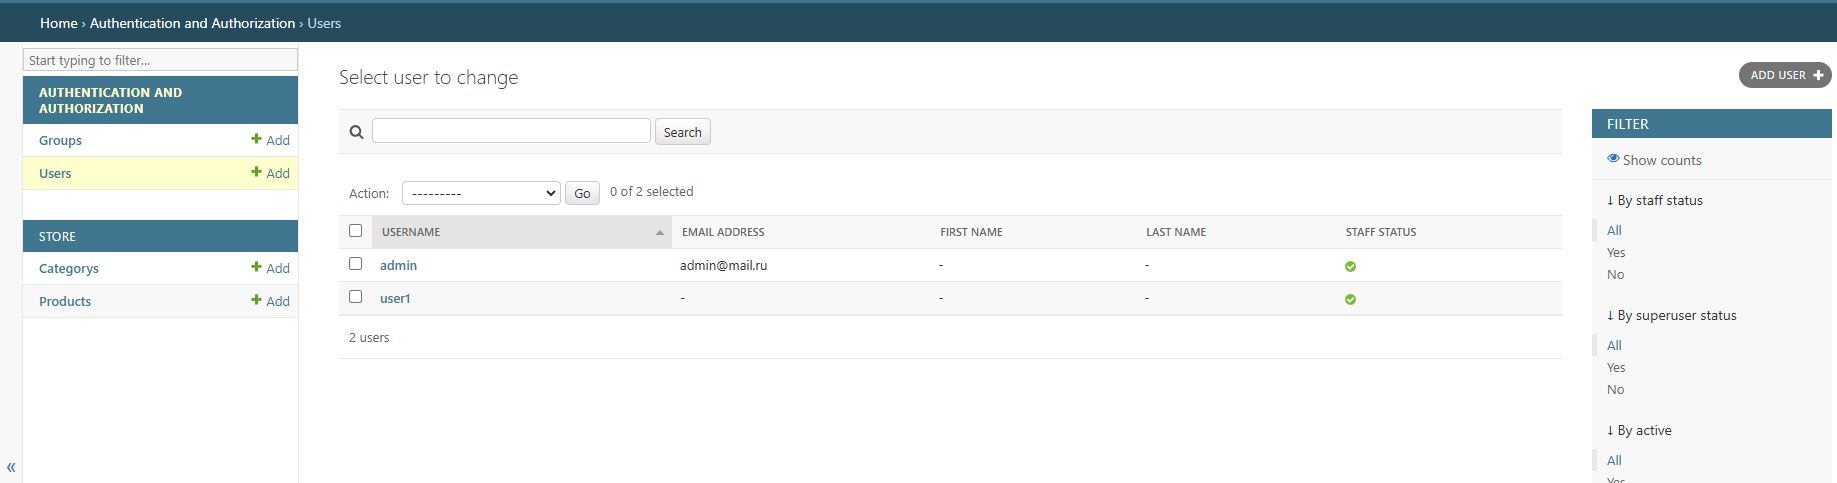 Home › Authentication and Authorization › Users
Start typing to filter...
AUTHENTICATION AND
AUTHORIZATION
Groups + Add
Users + Add
STORE
Categorys + Add
Products + Add
«
Select user to change
ADD USER +
Search
Action: --------- Go 0 of 2 selected
USERNAME EMAIL ADDRESS FIRST NAME LAST NAME STAFF STATUS
admin admin@mail.ru - -
user1 - - -
2 users
FILTER
Show counts
↓ By staff status
All
Yes
No
↓ By superuser status
All
Yes
No
↓ By active
All